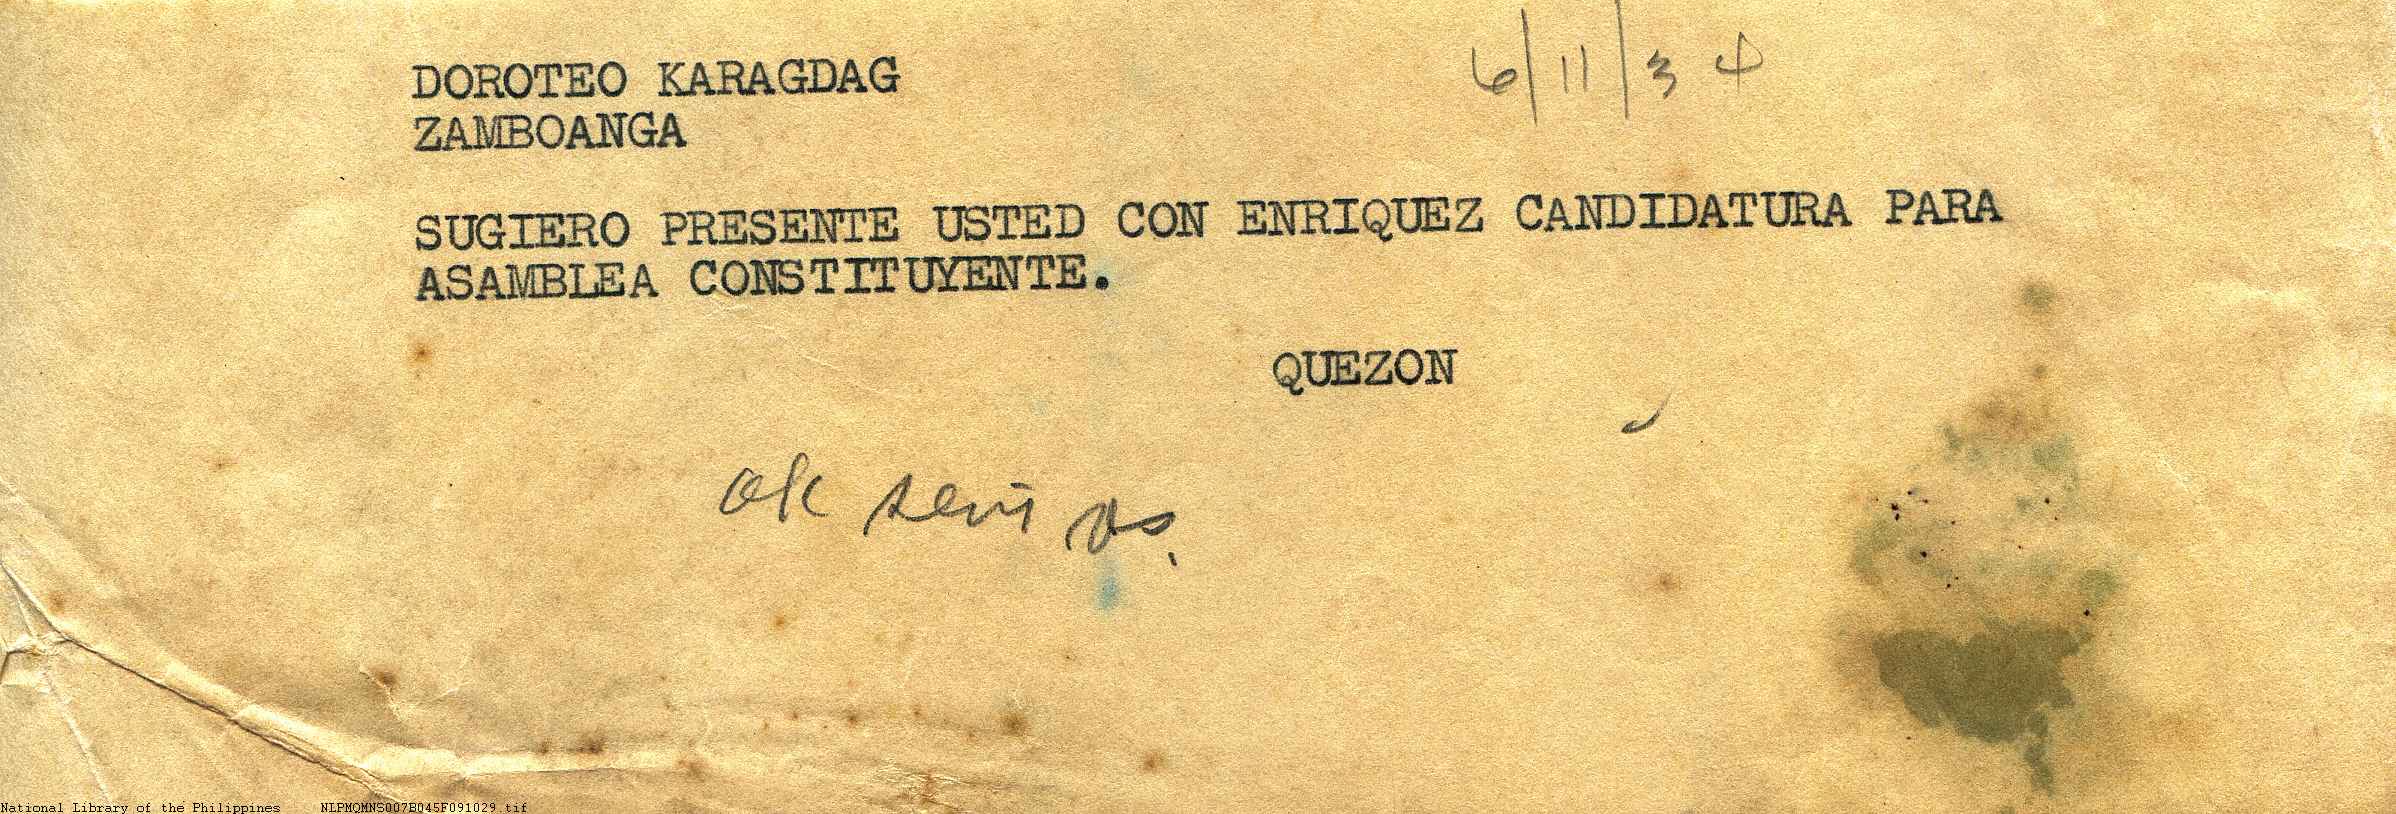 6/11/34
DOROTEO KARAGDAG
ZAMBOANGA
SUGIERO PRESENTE USTED CON ENRIQUEZ CANDIDATURA PARA
ASAMBLEA CONSTITUYENTE.
QUEZON
ok
National Library of the Philippines NLPMQMNS007B045F091029.tif